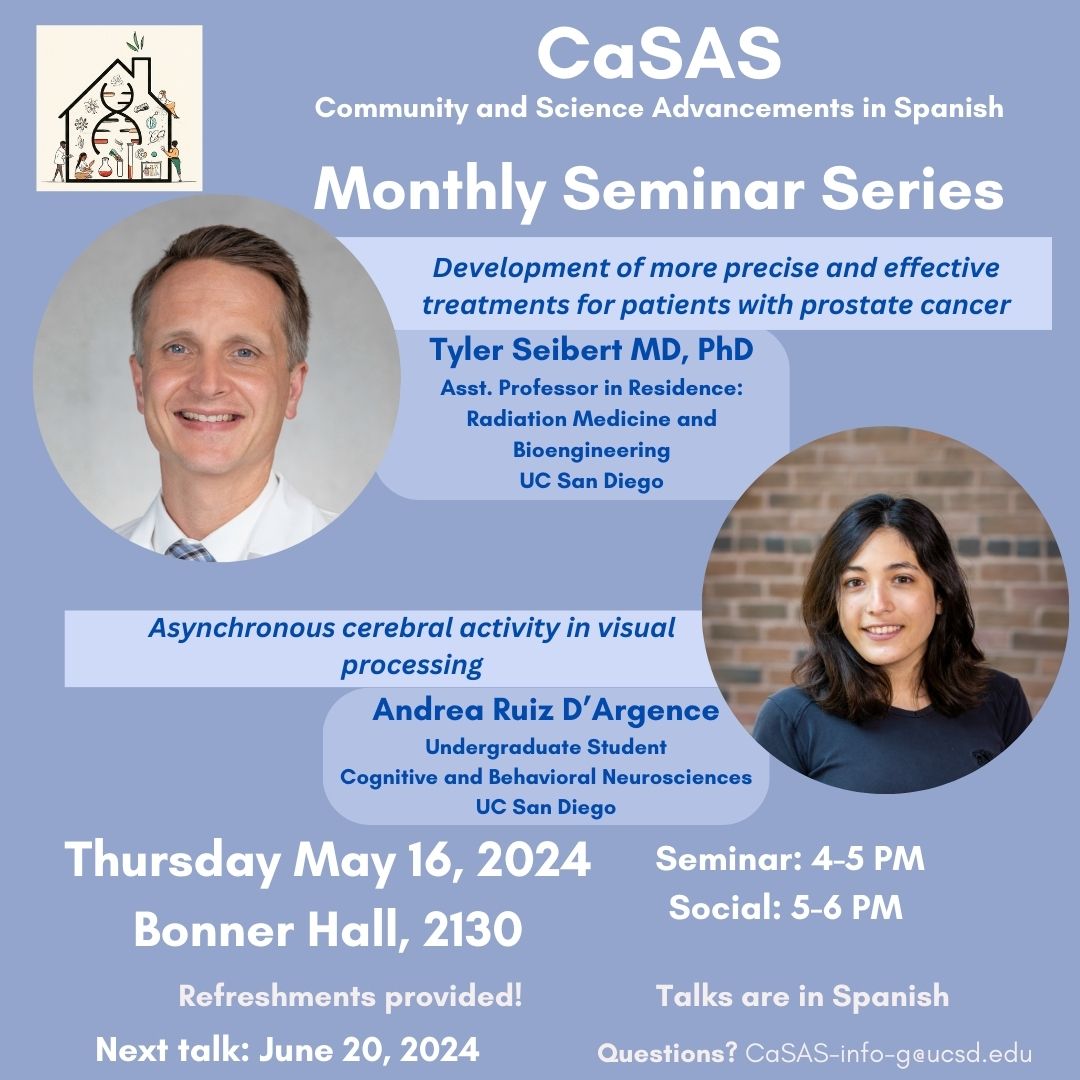 CaSAS
Community and Science Advancements in Spanish
Monthly Seminar Series
Development of more precise and effective
treatments for patients with prostate cancer
Tyler Seibert MD, PhD
Asst. Professor in Residence:
Radiation Medicine and
Bioengineering
UC San Diego
Asynchronous cerebral activity in visual
processing
Andrea Ruiz D’Argence
Undergraduate Student
Cognitive and Behavioral Neurosciences
UC San Diego
Thursday May 16, 2024
Bonner Hall, 2130
Seminar: 4-5 PM
Social: 5-6 PM
Refreshments provided!
Talks are in Spanish
Next talk: June 20, 2024
Questions? CaSAS-info-g@ucsd.edu